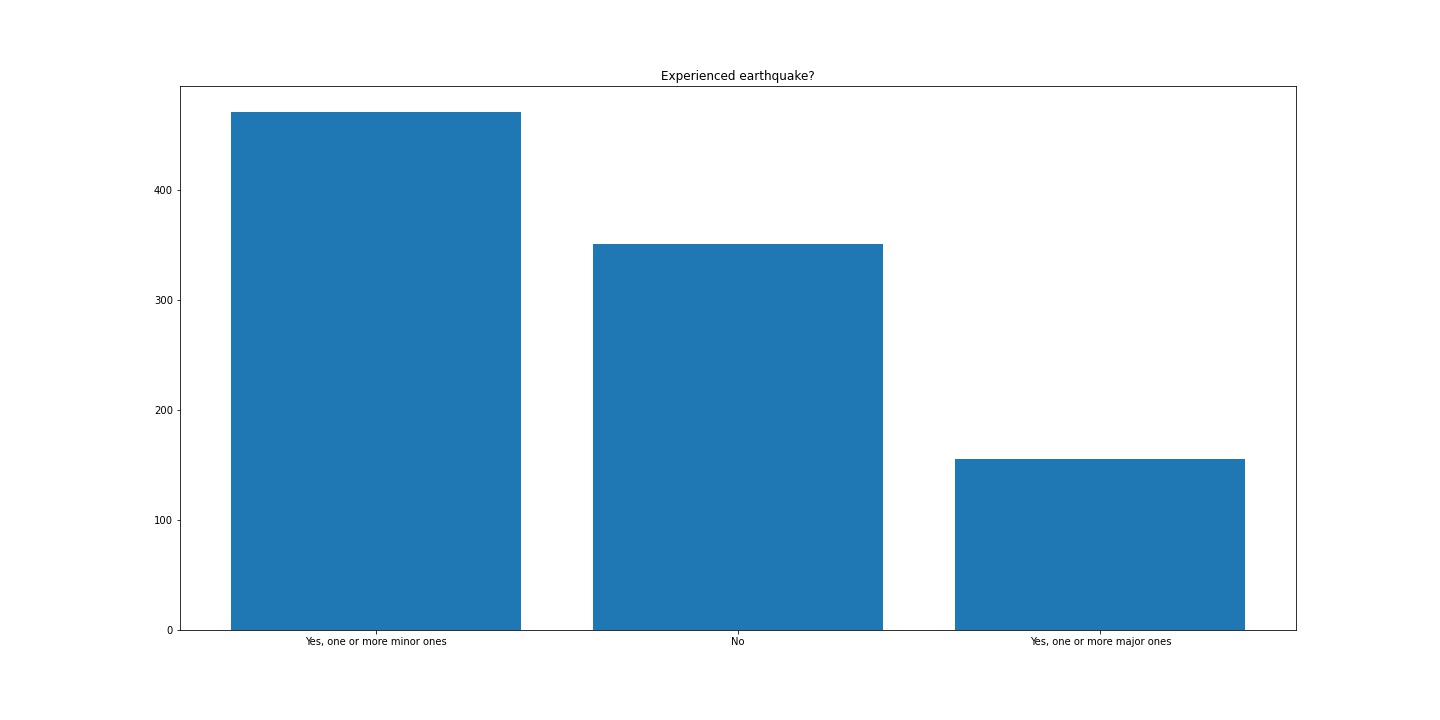 Experienced earthquake?
400
300
200
100
0
Yes, one or more minor ones
No
Yes, one or more major ones